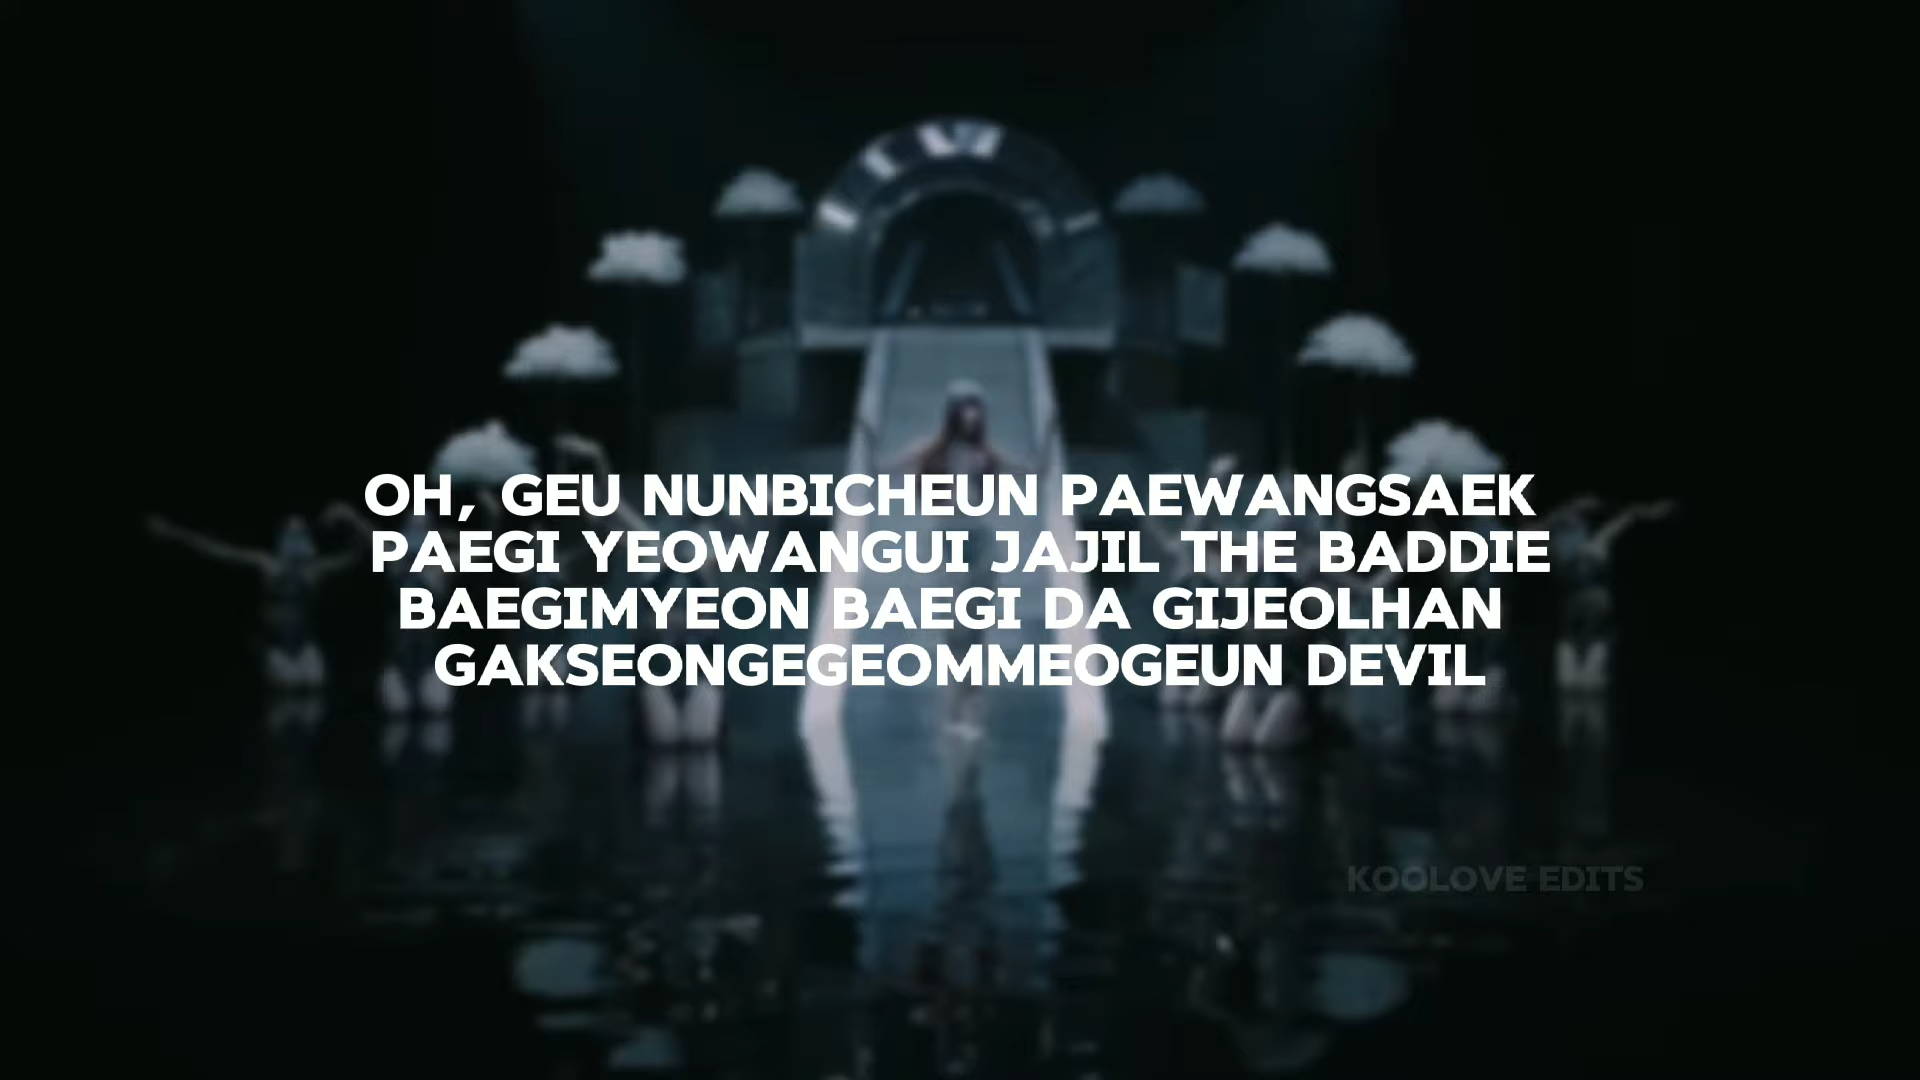 OH, GEU NUNBICHEUN PAEWANGSAEK
PAEGI YEOWANGUI JAJIL THE BADDIE
BAEGIMYEON BAEGI DA GIJEOLHAN
GAKSEONGEGEOMMEOGEUN DEVIL
KOOLOVE EDITS